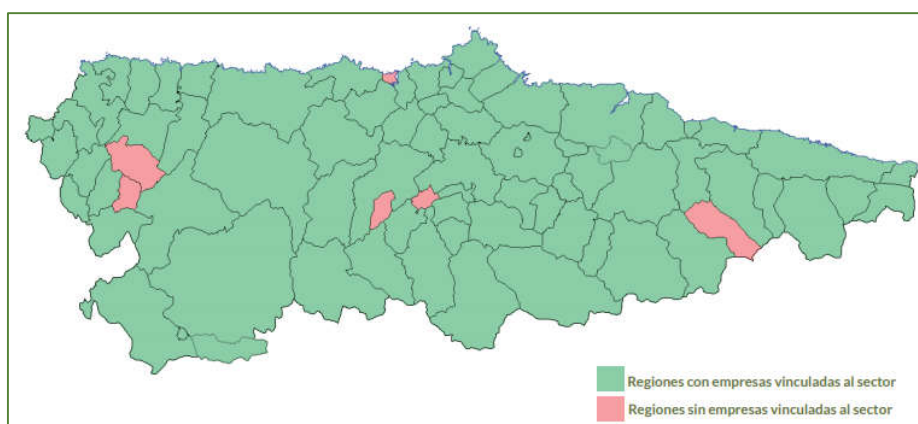 Regiones con empresas vinculadas al sector
Regiones sin empresas vinculadas al sector